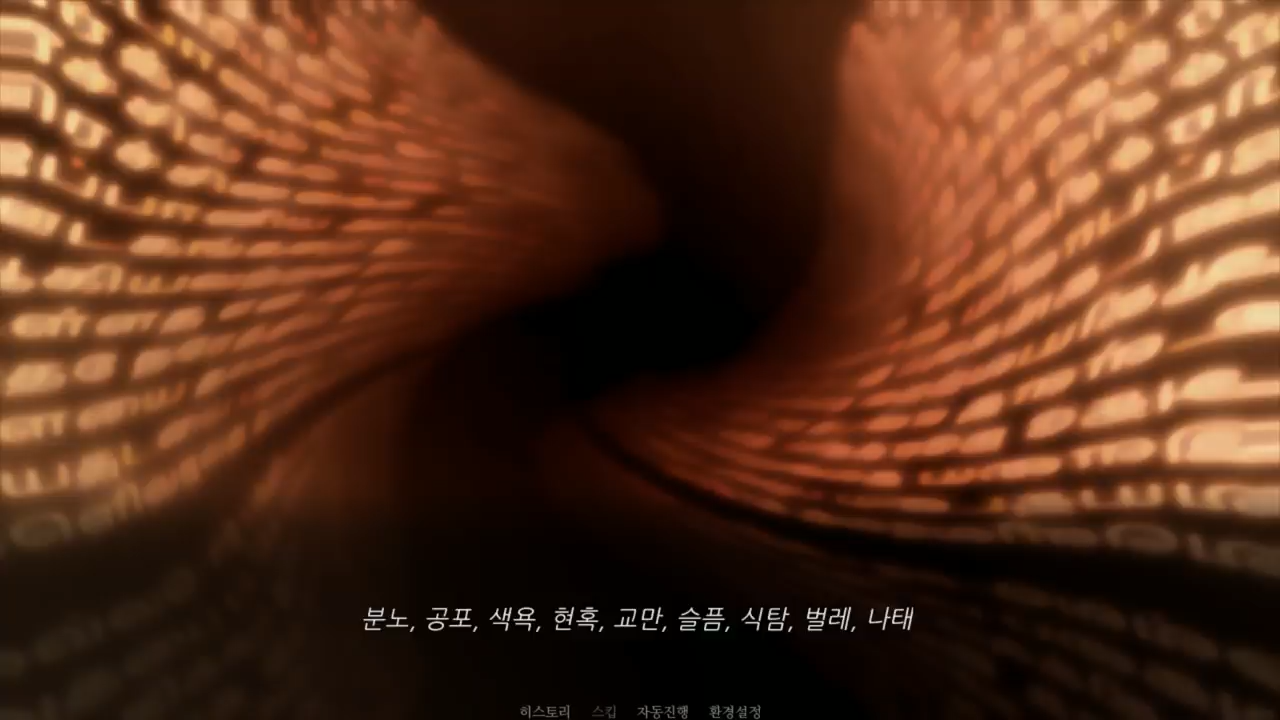 분노, 공포, 색욕, 현혹, 교만, 슬픔, 식탐, 벌레, 나태
히스토리 스킵 자동진행 환경설정